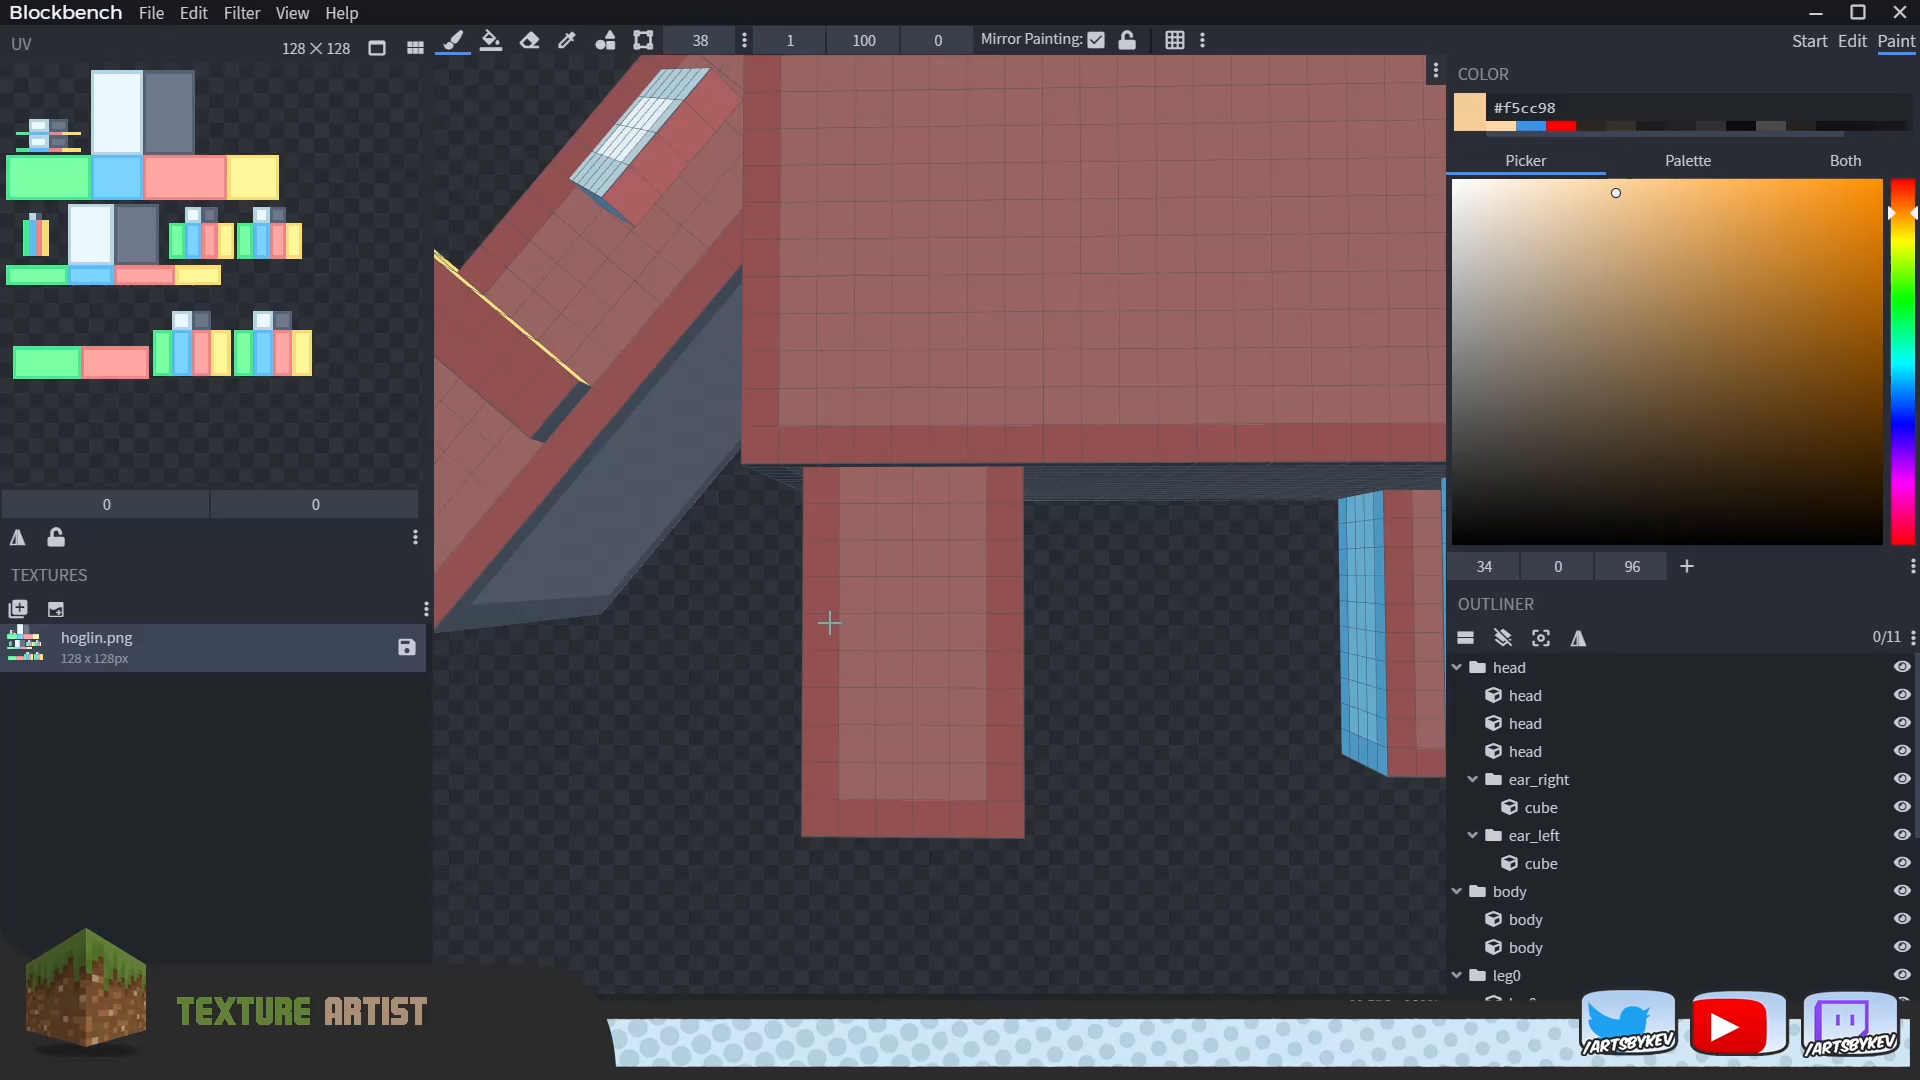 Blockbench File Edit Filter View Help
UV 128×128 38 1 100 0 Mirror Painting: Start Edit Paint
COLOR
#f5cc98
Picker Palette Both
0 0
34 0 96
TEXTURES
hoglin.png
128 x 128px
OUTLINER
0/11
head
head
head
head
ear_right
cube
ear_left
cube
body
body
body
leg0
TEXTURE ARTIST
/ARTSBYKEV
/ARTSBYKEV